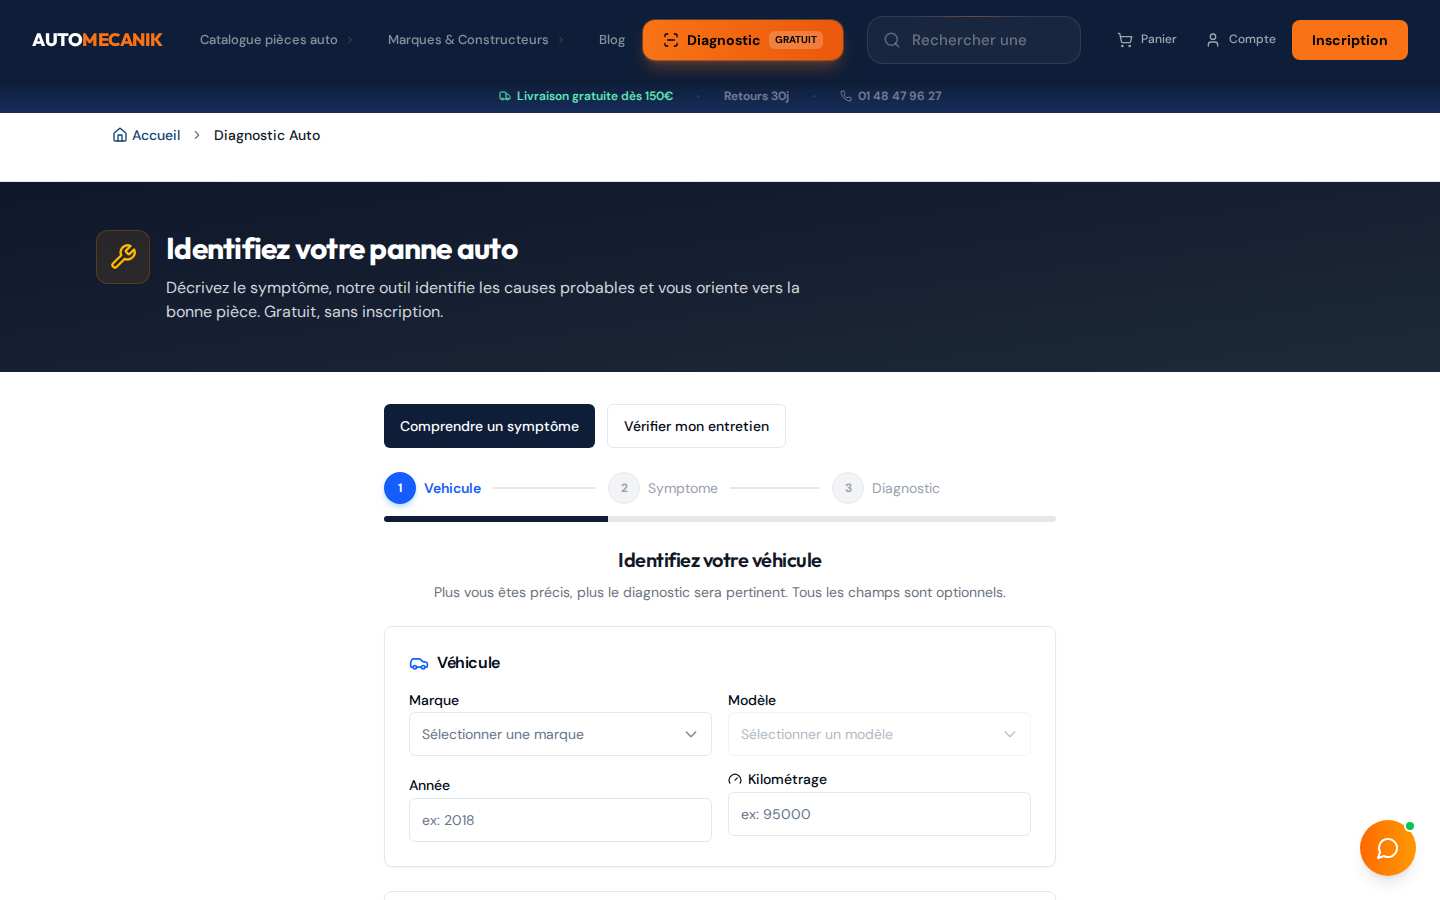 AUTOMECANIK
Catalogue pièces auto
Marques & Constructeurs
Blog
Diagnostic GRATUIT
Rechercher une
Panier
Compte
Inscription
Livraison gratuite dès 150€ · Retours 30j · 01 48 47 96 27
Accueil > Diagnostic Auto
Identifiez votre panne auto
Décrivez le symptôme, notre outil identifie les causes probables et vous oriente vers la
bonne pièce. Gratuit, sans inscription.
Comprendre un symptôme
Vérifier mon entretien
1 Vehicule
2 Symptome
3 Diagnostic
Identifiez votre véhicule
Plus vous êtes précis, plus le diagnostic sera pertinent. Tous les champs sont optionnels.
Véhicule
Marque
Sélectionner une marque
Modèle
Sélectionner un modèle
Année
ex: 2018
Kilométrage
ex: 95000